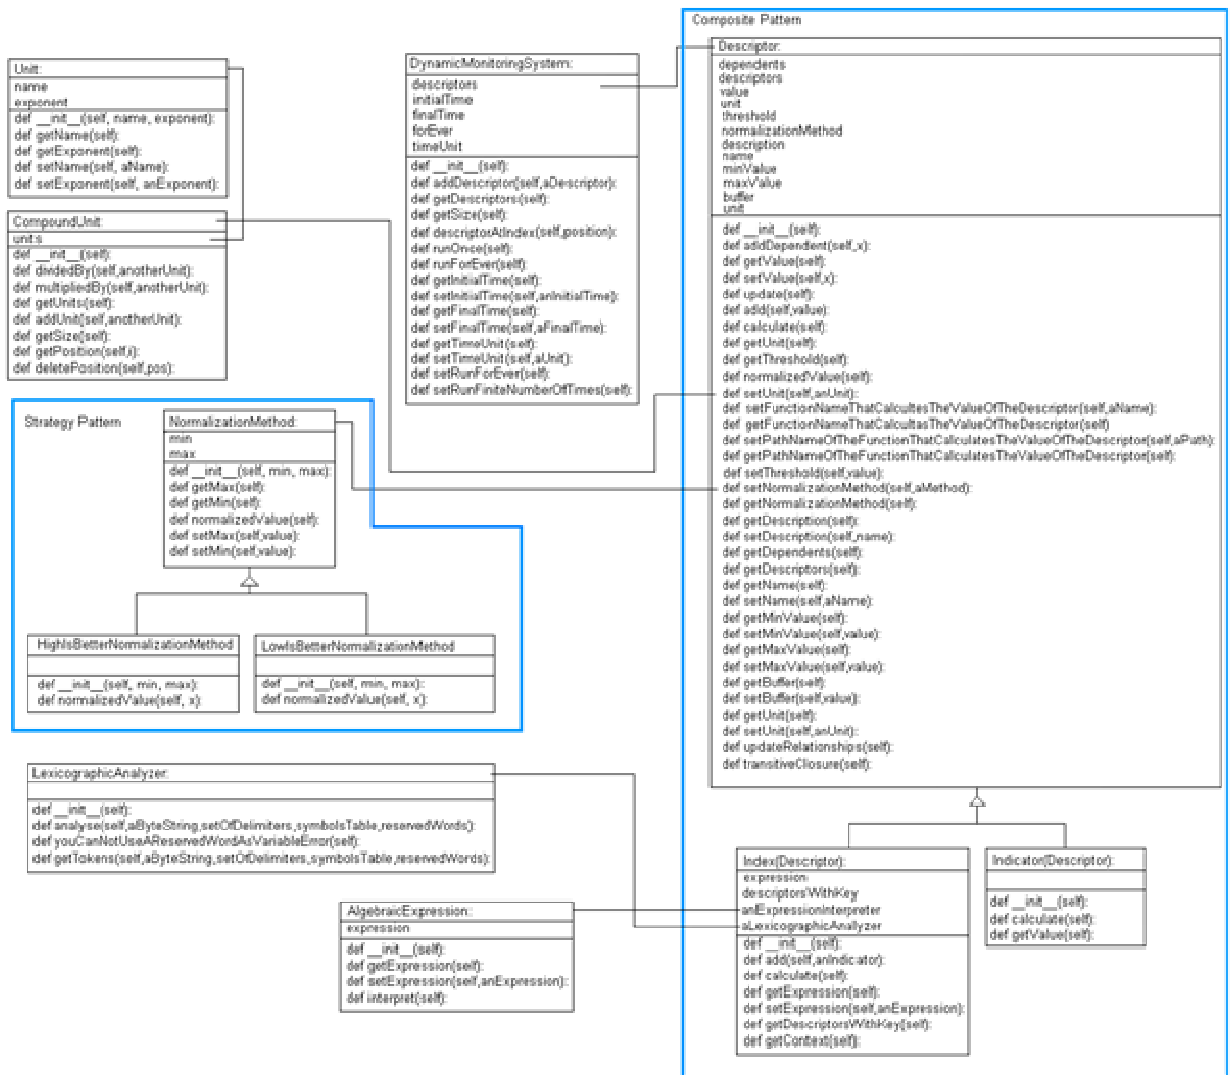 Unit:
name
exponent
def __init__(self, name, exponent):
def getName(self):
def getExponent(self):
def setName(self, aName):
def setExponent(self, anExponent):
CompoundUnit
units
def __init__(self):
def dividedBy(self,anotherUnit):
def multipliedBy(self,anotherUnit):
def getUnits(self):
def addUnit(self,anotherUnit):
def getSize(self):
def getPosition(self,i):
def deletePosition(self,pos):
DynamicMonitoringSystem:
descriptors
initialTime
finalTime
forEver
timeUnit
def __init__(self):
def addDescriptor(self,aDescriptor):
def getDescriptors(self):
def getSize(self):
def descriptorAtIndex(self,position):
def runOnce(self):
def runForEver(self):
def getInitialTime(self):
def setInitialTime(self,anInitialTime):
def getFinalTime(self):
def setFinalTime(self,aFinalTime):
def getTimeUnit(self):
def setTimeUnit(self,aUnit):
def setRunForEver(self):
def setRunFiniteNumberOfTimes(self):
Composite Pattern
Descriptor:
dependents
descriptors
value
unit
threshold
normalizationMethod
description
name
minValue
maxValue
buffer
unit
def __init__(self):
def addDependent(self,x):
def getValue(self):
def setValue(self,x):
def update(self):
def add(self,value):
def calculate(self):
def getUnit(self):
def getThreshold(self):
def normalizedValue(self):
def setUnit(self,anUnit):
def setFunctionNameThatCalcultesThe'ValueOfTheDescriptor(self,aName):
def getFunctionNameThatCalcultasThe'ValueOfTheDescriptor(self)
def setPathNameOfTheFunctionThatCalculatesTheValueOfTheDescriptor(self,aPath):
def getPathNameOfTheFunctionThatCalculatesTheValueOfTheDescriptor(self):
def setThreshold(self,value):
def setNormalizationMethod(self,aMethod):
def getNormalizationMethod(self):
def getDescription(self):
def setDescription(self,name):
def getDependents(self):
def getDescriptors(self):
def getName(self):
def setName(self,aName):
def getMinValue(self):
def setMinValue(self,value):
def getMaxValue(self):
def setMaxValue(self,value):
def getBuffer(self):
def setBuffer(self,value):
def getUnit(self):
def setUnit(self,anUnit):
def updateRelationships(self):
def transitiveClosure(self):
Strategy Pattern
NormalizationMethod:
min
max
def __init__(self, min, max):
def getMax(self):
def getMin(self):
def normalizedValue(self):
def setMax(self,value):
def setMin(self,value):
HighIsBetterNormalizationMethod
def __init__(self, min, max):
def normalizedValue(self, x):
LowIsBetterNormalizationMethod
def __init__(self, min, max):
def normalizedValue(self, x):
LexicographicAnalyzer:
def __init__(self):
def analyse(self,aByteString,setOfDelimiters,symbolsTable,reservedWords):
def youCanNotUseAReservedWordAsVariableError(self):
def getTokens(self,aByteString,setOfDelimiters,symbolsTable,reservedWords):
AlgebraicExpression:
expression
def __init__(self):
def getExpression(self):
def setExpression(self,anExpression):
def interpret(self):
Index(Descriptor):
expression
descriptorsWithKey
anExpressionInterpreter
aLexicographicAnalyzer
def __init__(self):
def add(self,anIndicator):
def calculate(self):
def getExpression(self):
def setExpression(self,anExpression):
def getDescriptorsWithKey(self):
def getContext(self):
Indicator(Descriptor):
def __init__(self):
def calculate(self):
def getValue(self):